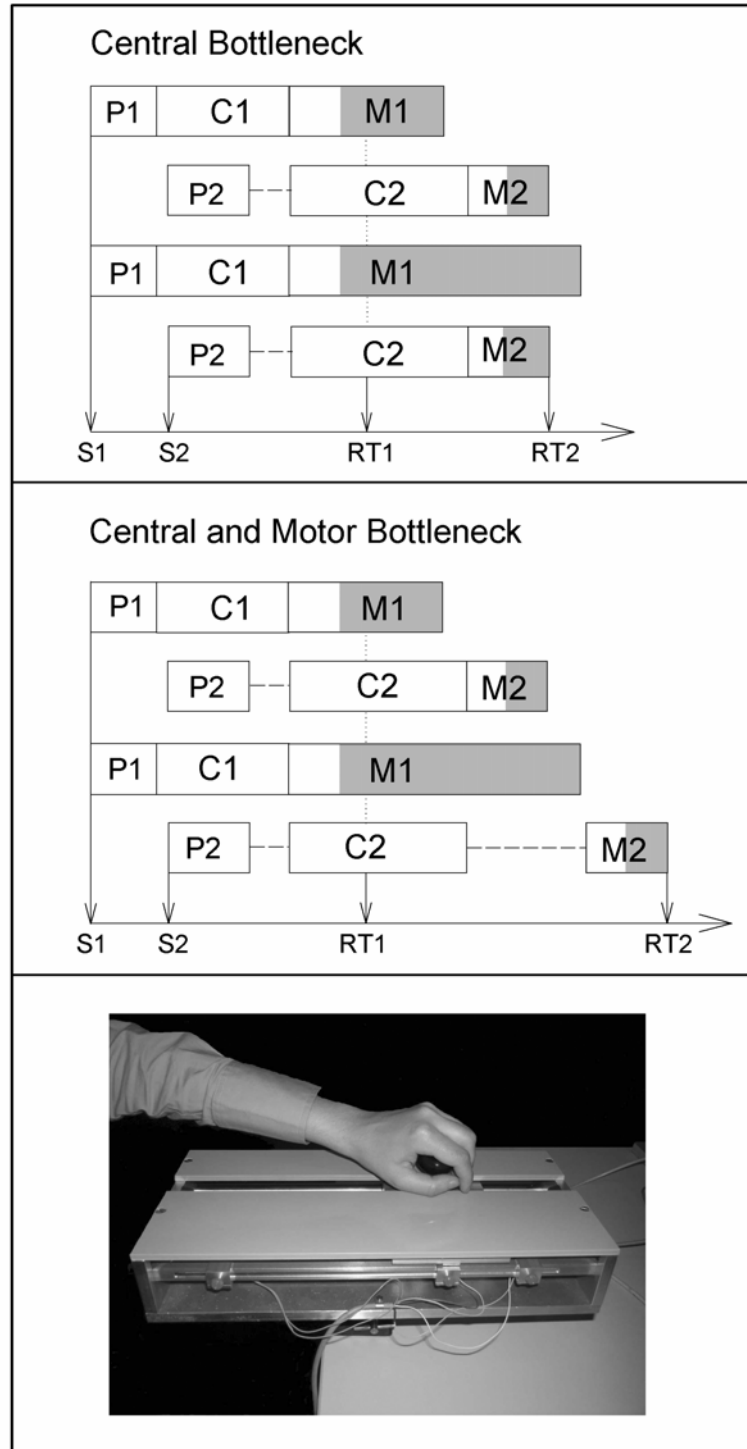 Central Bottleneck
P1 C1 M1
P2 C2 M2
P1 C1 M1
P2 C2 M2
S1 S2 RT1 RT2
Central and Motor Bottleneck
P1 C1 M1
P2 C2 M2
P1 C1 M1
P2 C2 M2
S1 S2 RT1 RT2